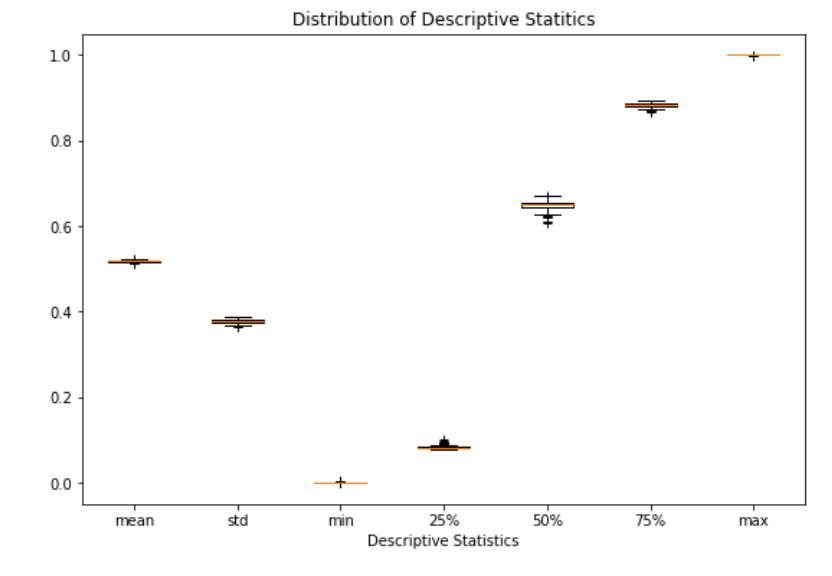 Distribution of Descriptive Statitics
1.0
0.8
0.6
0.4
0.2
0.0
mean std min 25% 50% 75% max
Descriptive Statistics